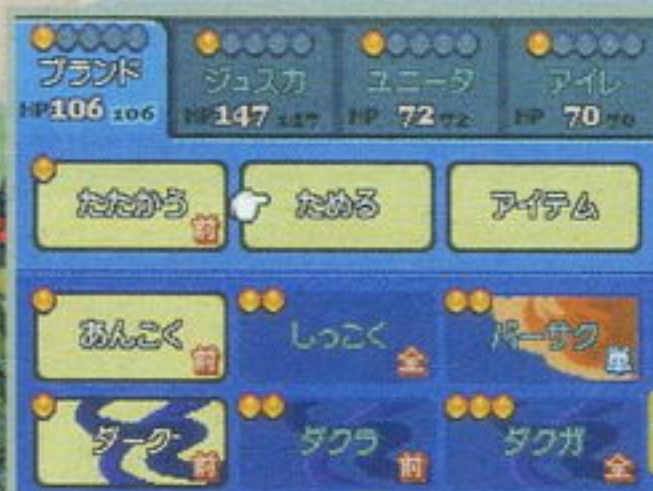 ブランド ジュスカ ユニータ アイレ
HP106 106 HP147 147 HP 72 72 HP 70 70
たたかう 前 ためる アイテム
あんこく 前 しっこく 全 バーサク 単
ダーク 前 ダクラ 前 ダクガ 全